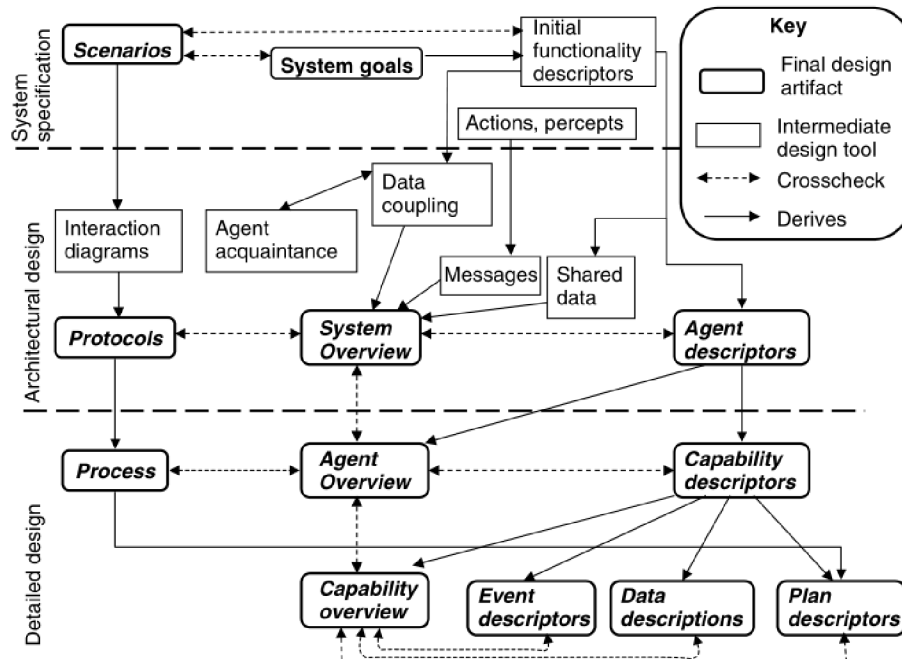 System
specification
Scenarios
System goals
Initial
functionality
descriptors
Actions, percepts
Key
Final design
artifact
Intermediate
design tool
Crosscheck
Derives
Architectural design
Interaction
diagrams
Agent
acquaintance
Data
coupling
Messages
Shared
data
Protocols
System
Overview
Agent
descriptors
Detailed design
Process
Agent
Overview
Capability
descriptors
Capability
overview
Event
descriptors
Data
descriptions
Plan
descriptors